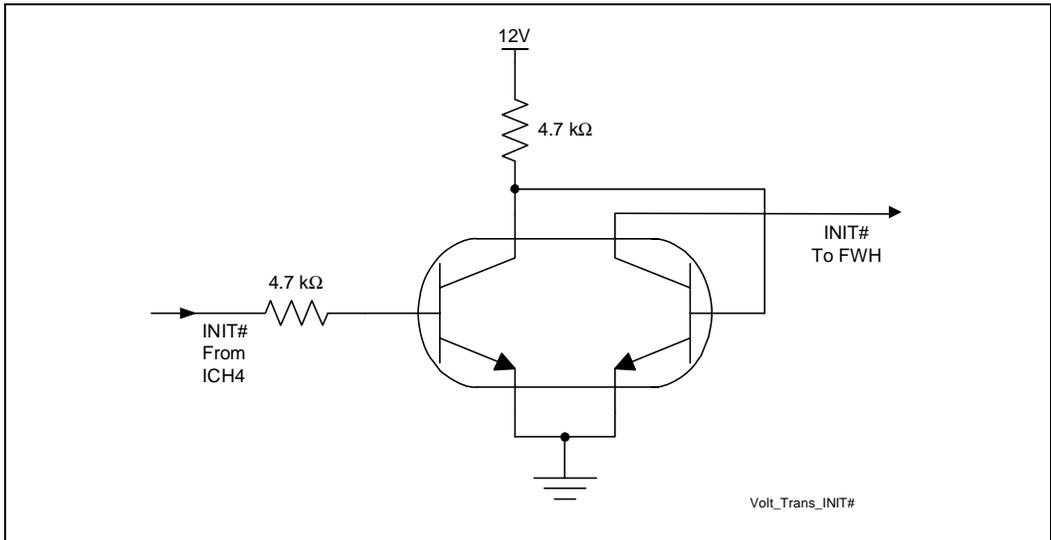 12V
4.7 kΩ
INIT#
To FWH
4.7 kΩ
INIT#
From
ICH4
Volt_Trans_INIT#